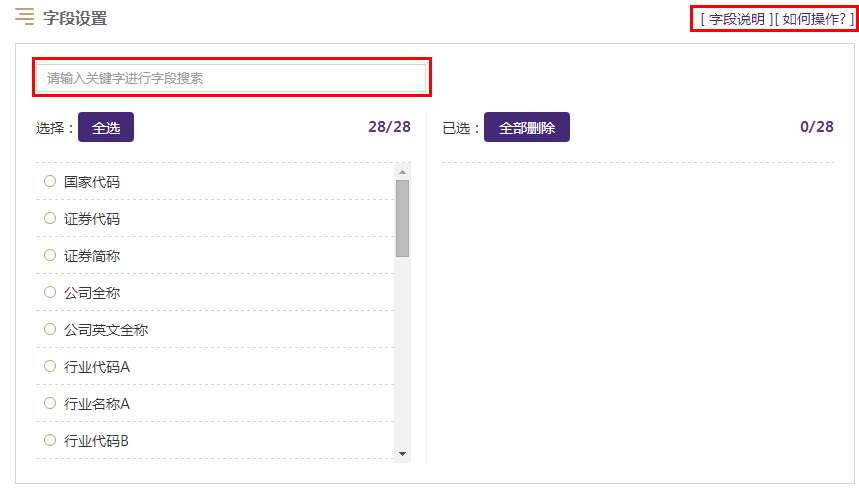 字段设置
[ 字段说明 ][ 如何操作? ]
请输入关键字进行字段搜索
选择：全选 28/28
已选：全部删除 0/28
国家代码
证券代码
证券简称
公司全称
公司英文全称
行业代码A
行业名称A
行业代码B